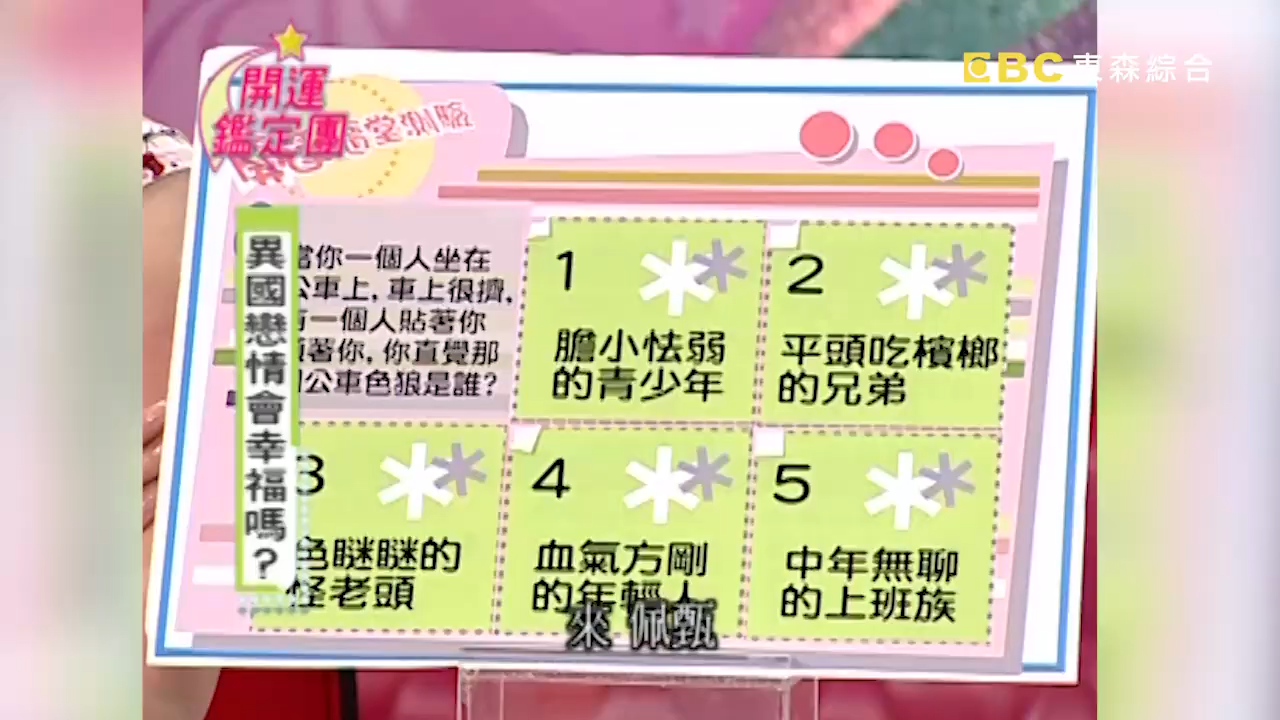 EBC 東森綜合
開運
鑑定團
堂測驗
異國戀情會幸福嗎?
當你一個人坐在
公車上,車上很擠,
有一個人貼著你
頂著你,你直覺那
公車色狼是誰?
1
膽小怯弱
的青少年
2
平頭吃檳榔
的兄弟
3
色瞇瞇的
怪老頭
4
血氣方剛
的年輕人
5
中年無聊
的上班族
來 佩甄